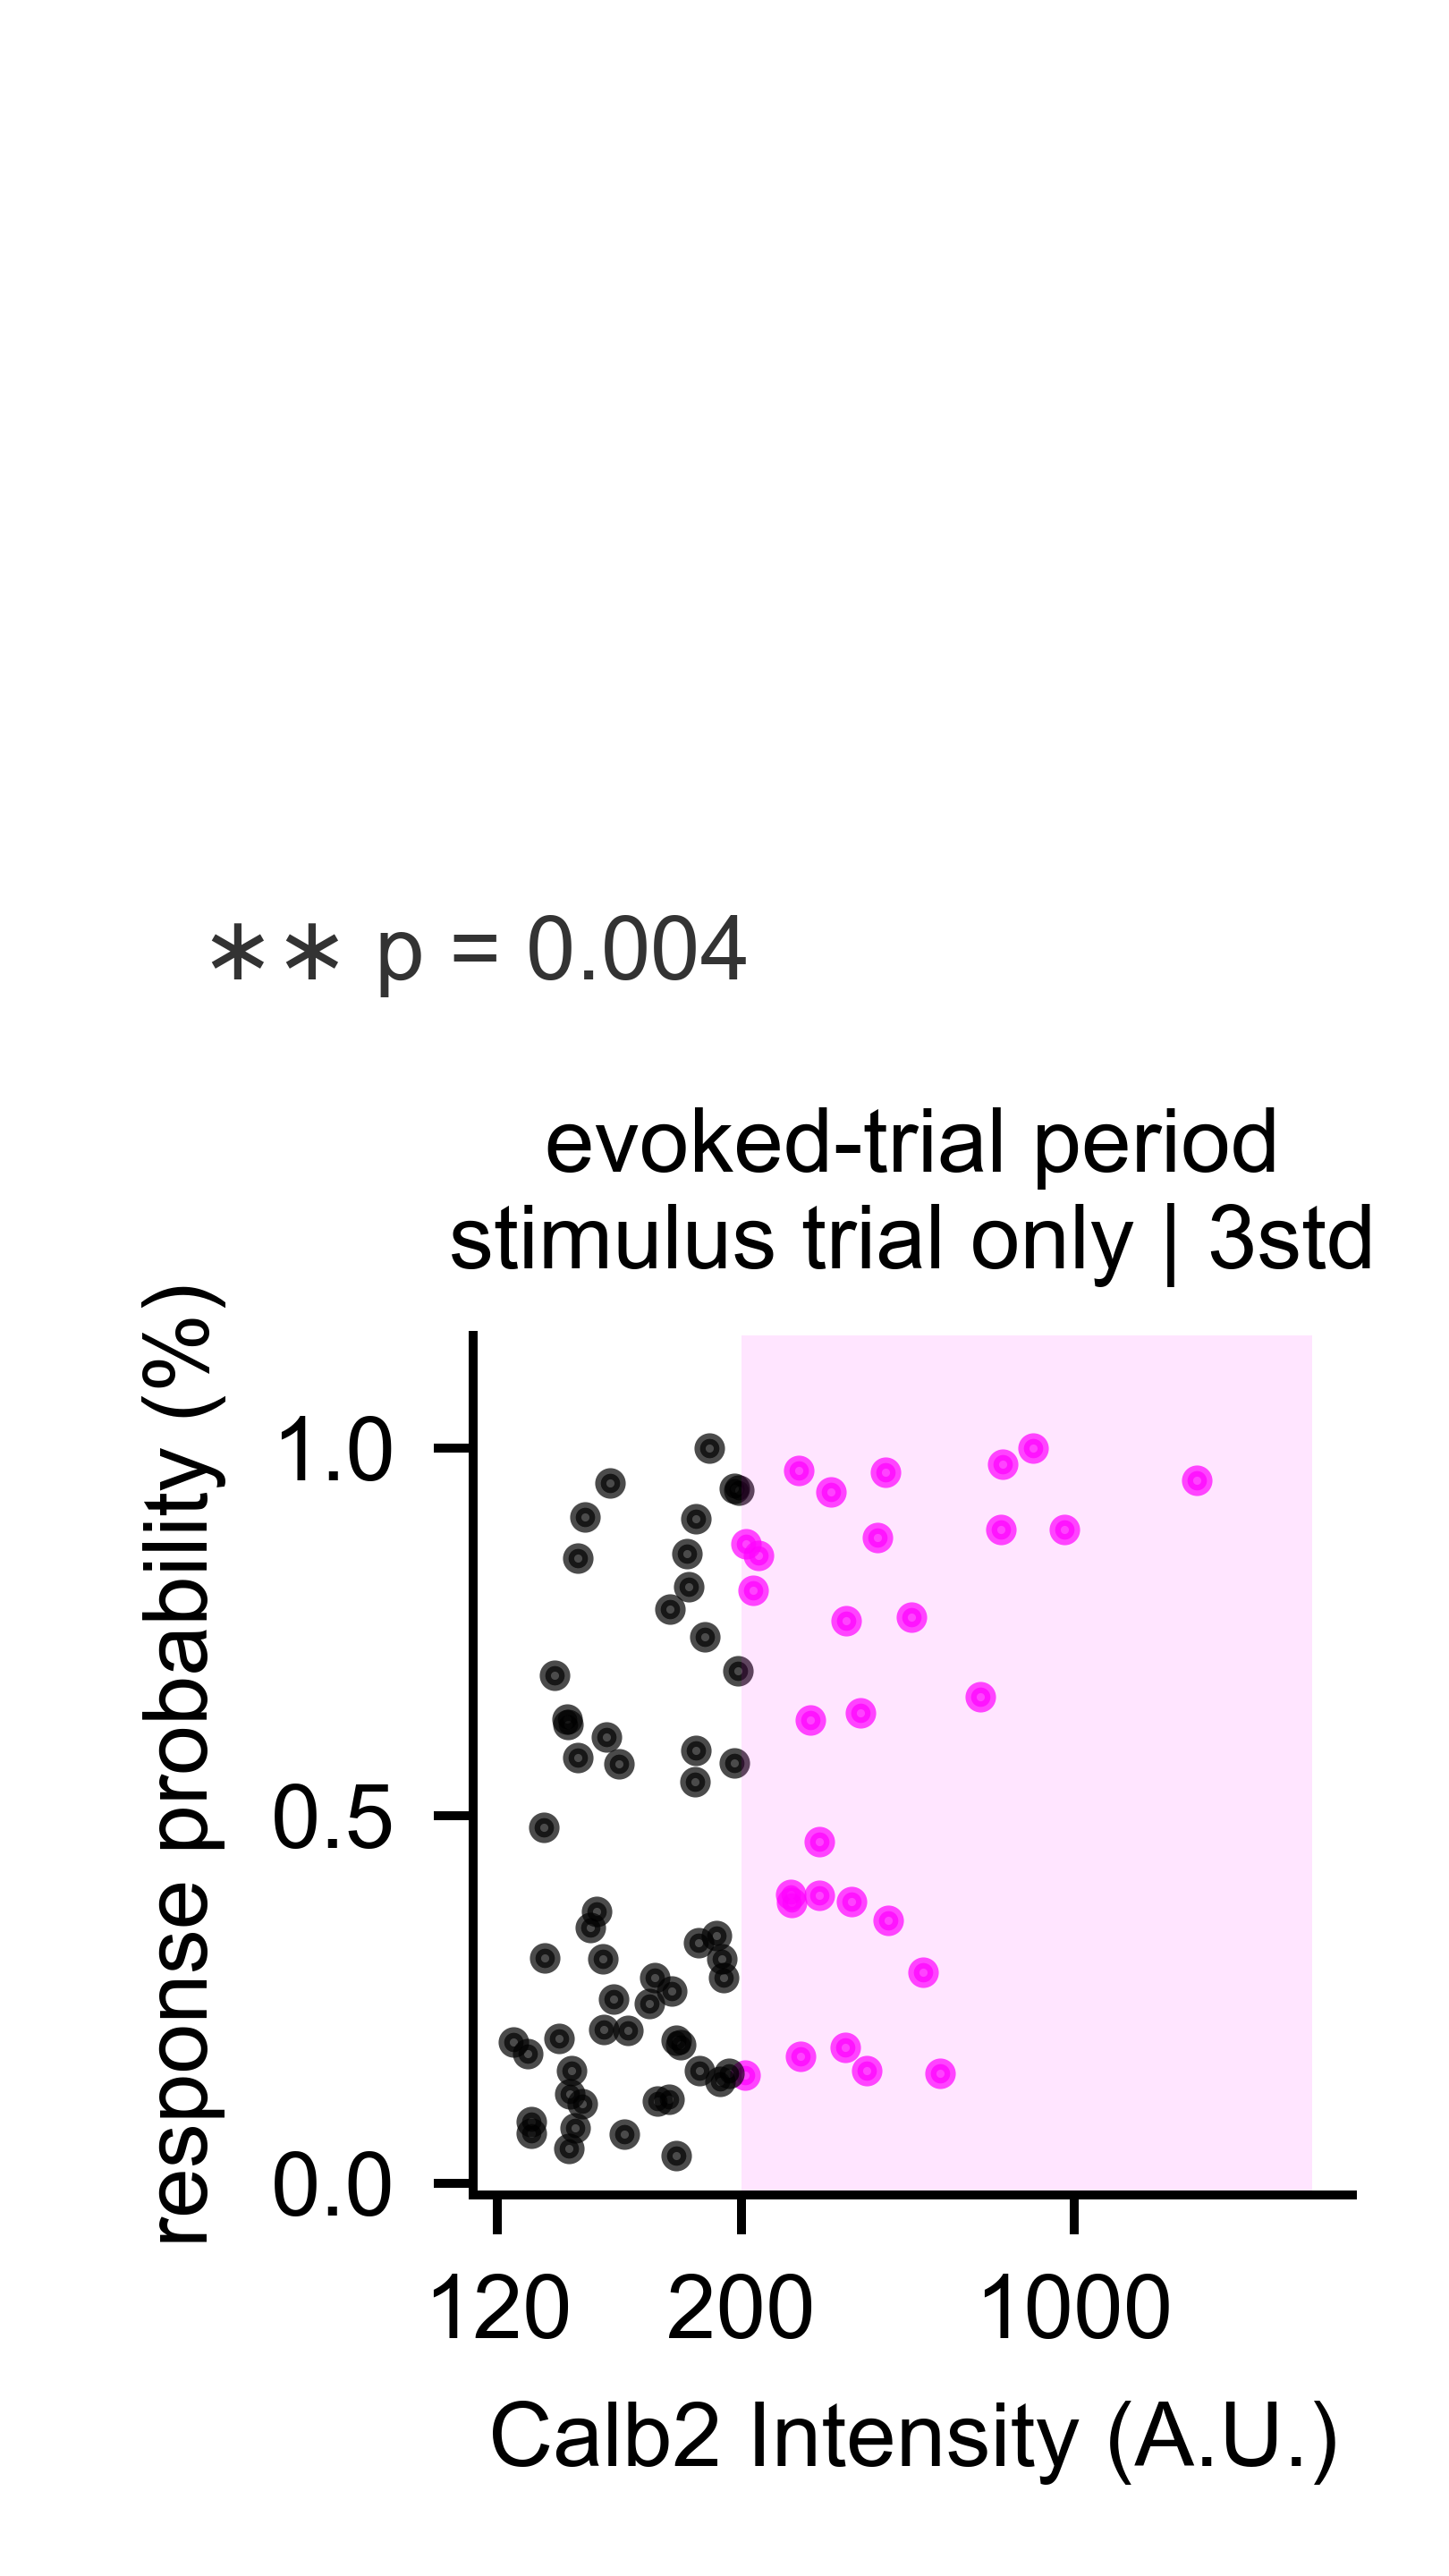 ∗∗ p = 0.004
evoked-trial period
stimulus trial only | 3std
response probability (%)
1.0
0.5
0.0
120 200 1000
Calb2 Intensity (A.U.)